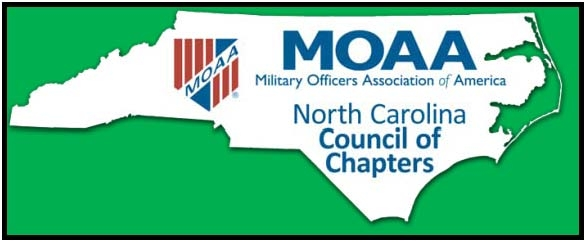 MOAA
MOAA
®
Military Officers Association of America
North Carolina
Council of
Chapters